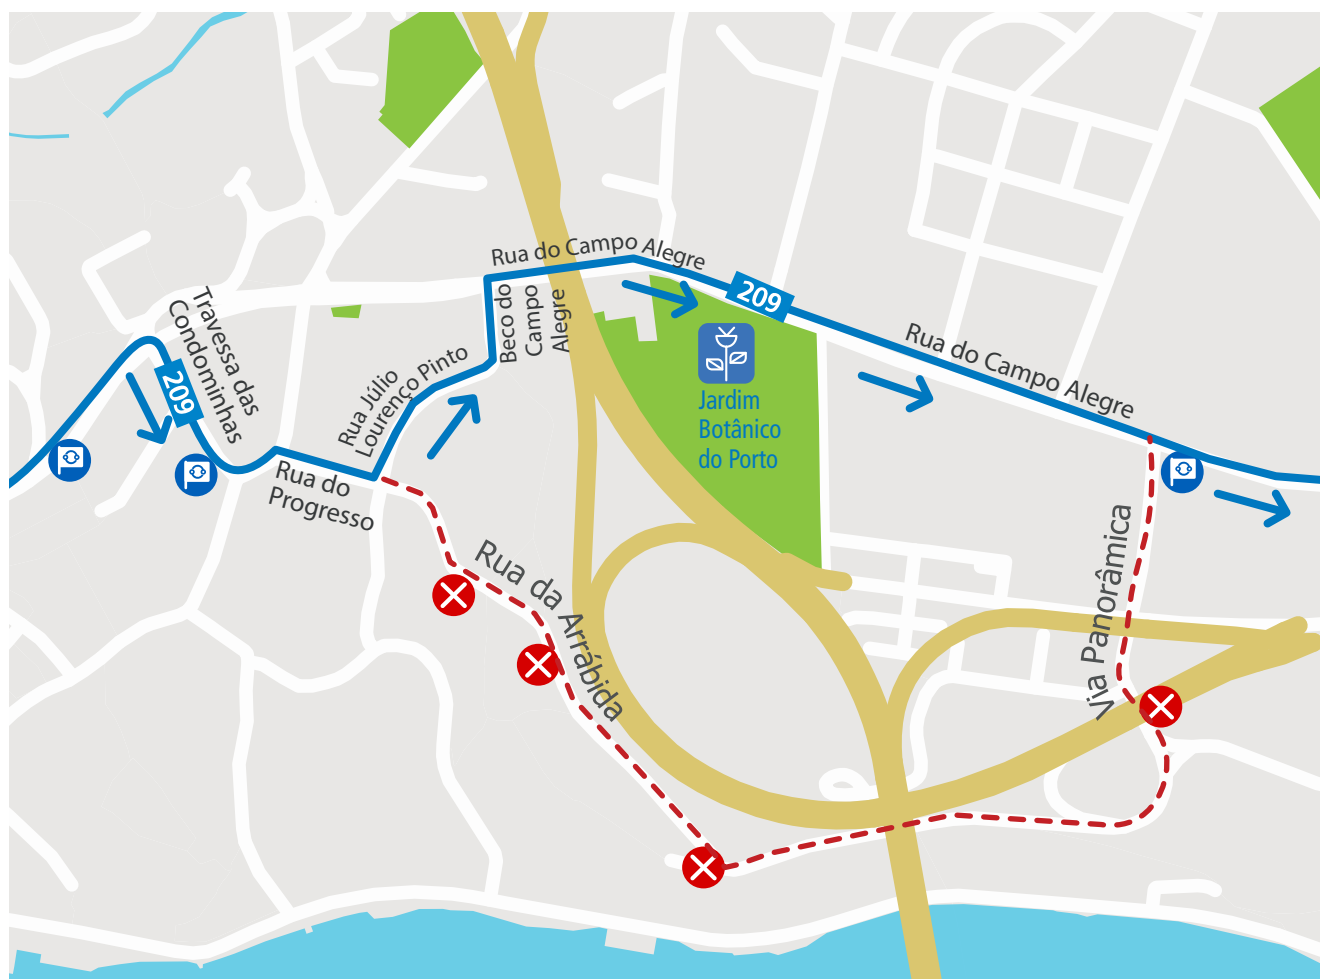 Rua do Campo Alegre
209
Travessa das
Condominhas
Beco do
Campo
Alegre
Rua do Campo Alegre
209
Rua Júlio
Lourenço Pinto
Jardim
Botânico
do Porto
Rua do
Progresso
Rua da Arrábida
Via Panorâmica